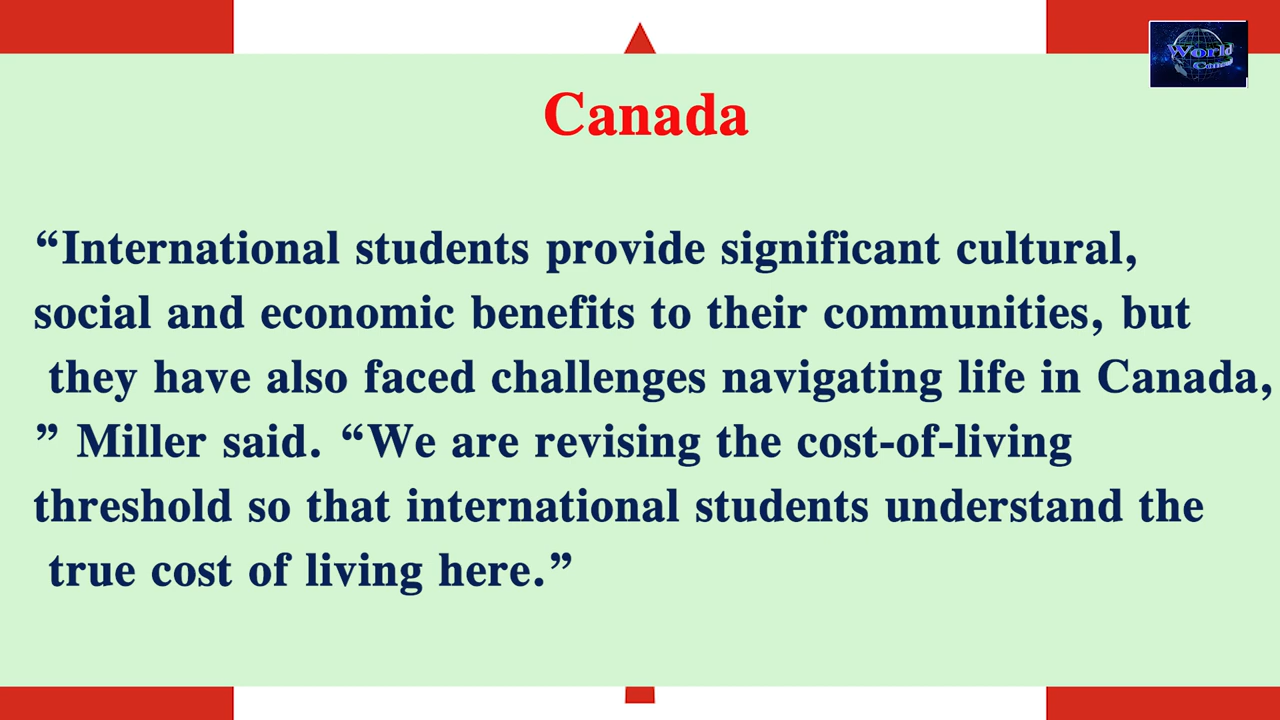 World
Canada
“International students provide significant cultural,
social and economic benefits to their communities, but
they have also faced challenges navigating life in Canada,
” Miller said. “We are revising the cost-of-living
threshold so that international students understand the
true cost of living here.”